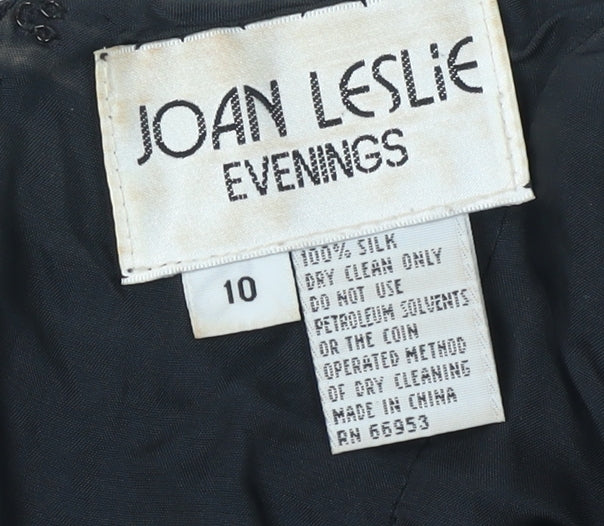 JOAN LESLiE
EVENINGS
10
100% SILK
DRY CLEAN ONLY
DO NOT USE
PETROLEUM SOLVENTS
OR THE COIN
OPERATED METHOD
OF DRY CLEANING
MADE IN CHINA
RN 66953